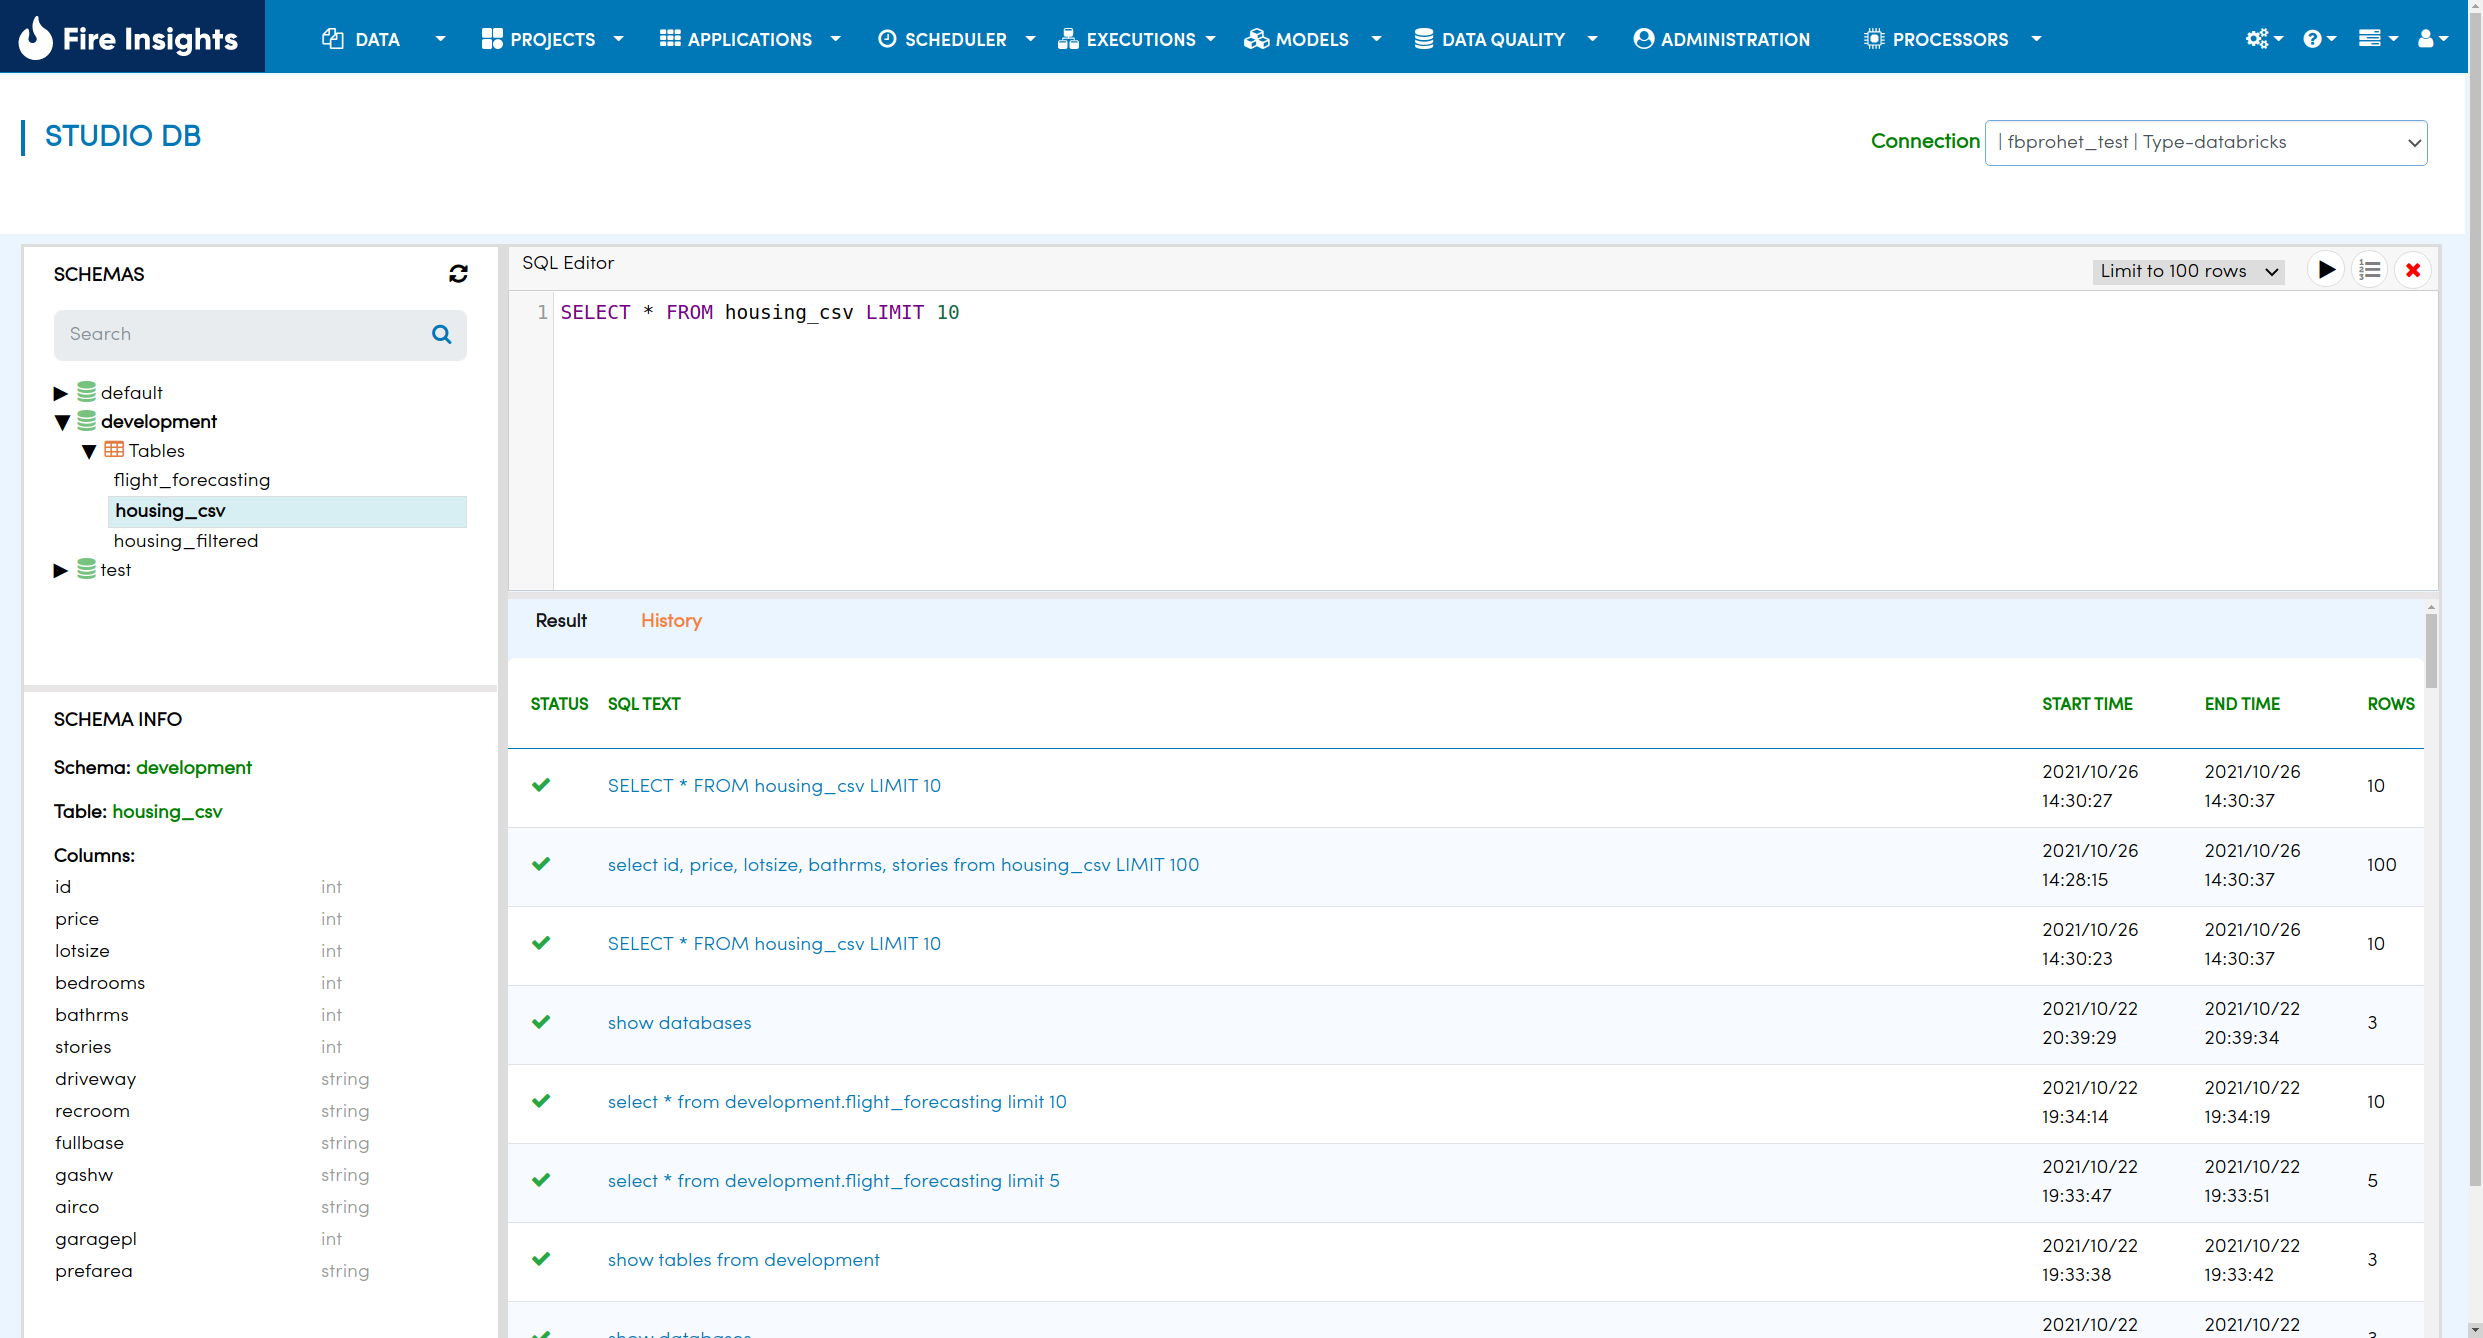 Fire Insights
DATA PROJECTS APPLICATIONS SCHEDULER EXECUTIONS MODELS DATA QUALITY ADMINISTRATION PROCESSORS
STUDIO DB
Connection | fbprohet_test | Type-databricks
SCHEMAS
Search
default
development
Tables
flight_forecasting
housing_csv
housing_filtered
test
SCHEMA INFO
Schema: development
Table: housing_csv
Columns:
id int
price int
lotsize int
bedrooms int
bathrms int
stories int
driveway string
recroom string
fullbase string
gashw string
airco string
garagepl int
prefarea string
SQL Editor
Limit to 100 rows
1 SELECT * FROM housing_csv LIMIT 10
Result History
STATUS SQL TEXT START TIME END TIME ROWS
SELECT * FROM housing_csv LIMIT 10 2021/10/26 14:30:27 2021/10/26 14:30:37 10
select id, price, lotsize, bathrms, stories from housing_csv LIMIT 100 2021/10/26 14:28:15 2021/10/26 14:30:37 100
SELECT * FROM housing_csv LIMIT 10 2021/10/26 14:30:23 2021/10/26 14:30:37 10
show databases 2021/10/22 20:39:29 2021/10/22 20:39:34 3
select * from development.flight_forecasting limit 10 2021/10/22 19:34:14 2021/10/22 19:34:19 10
select * from development.flight_forecasting limit 5 2021/10/22 19:33:47 2021/10/22 19:33:51 5
show tables from development 2021/10/22 19:33:38 2021/10/22 19:33:42 3
show databases 2021/10/22 2021/10/22 3